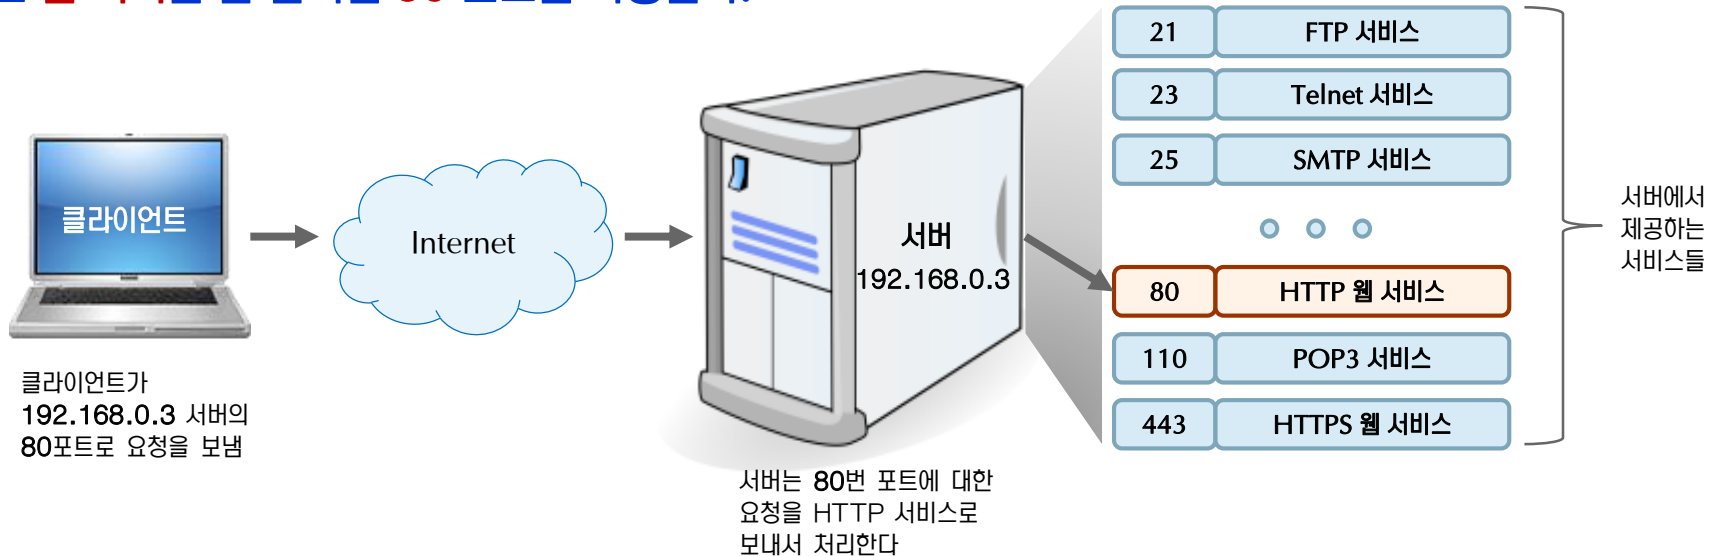 80
21 FTP 서비스
23 Telnet 서비스
25 SMTP 서비스
클라이언트
Internet
서버
192.168.0.3
80 HTTP 웹 서비스
110 POP3 서비스
443 HTTPS 웹 서비스
서버에서
제공하는
서비스들
클라이언트가
192.168.0.3 서버의
80포트로 요청을 보냄
서버는 80번 포트에 대한
요청을 HTTP 서비스로
보내서 처리한다